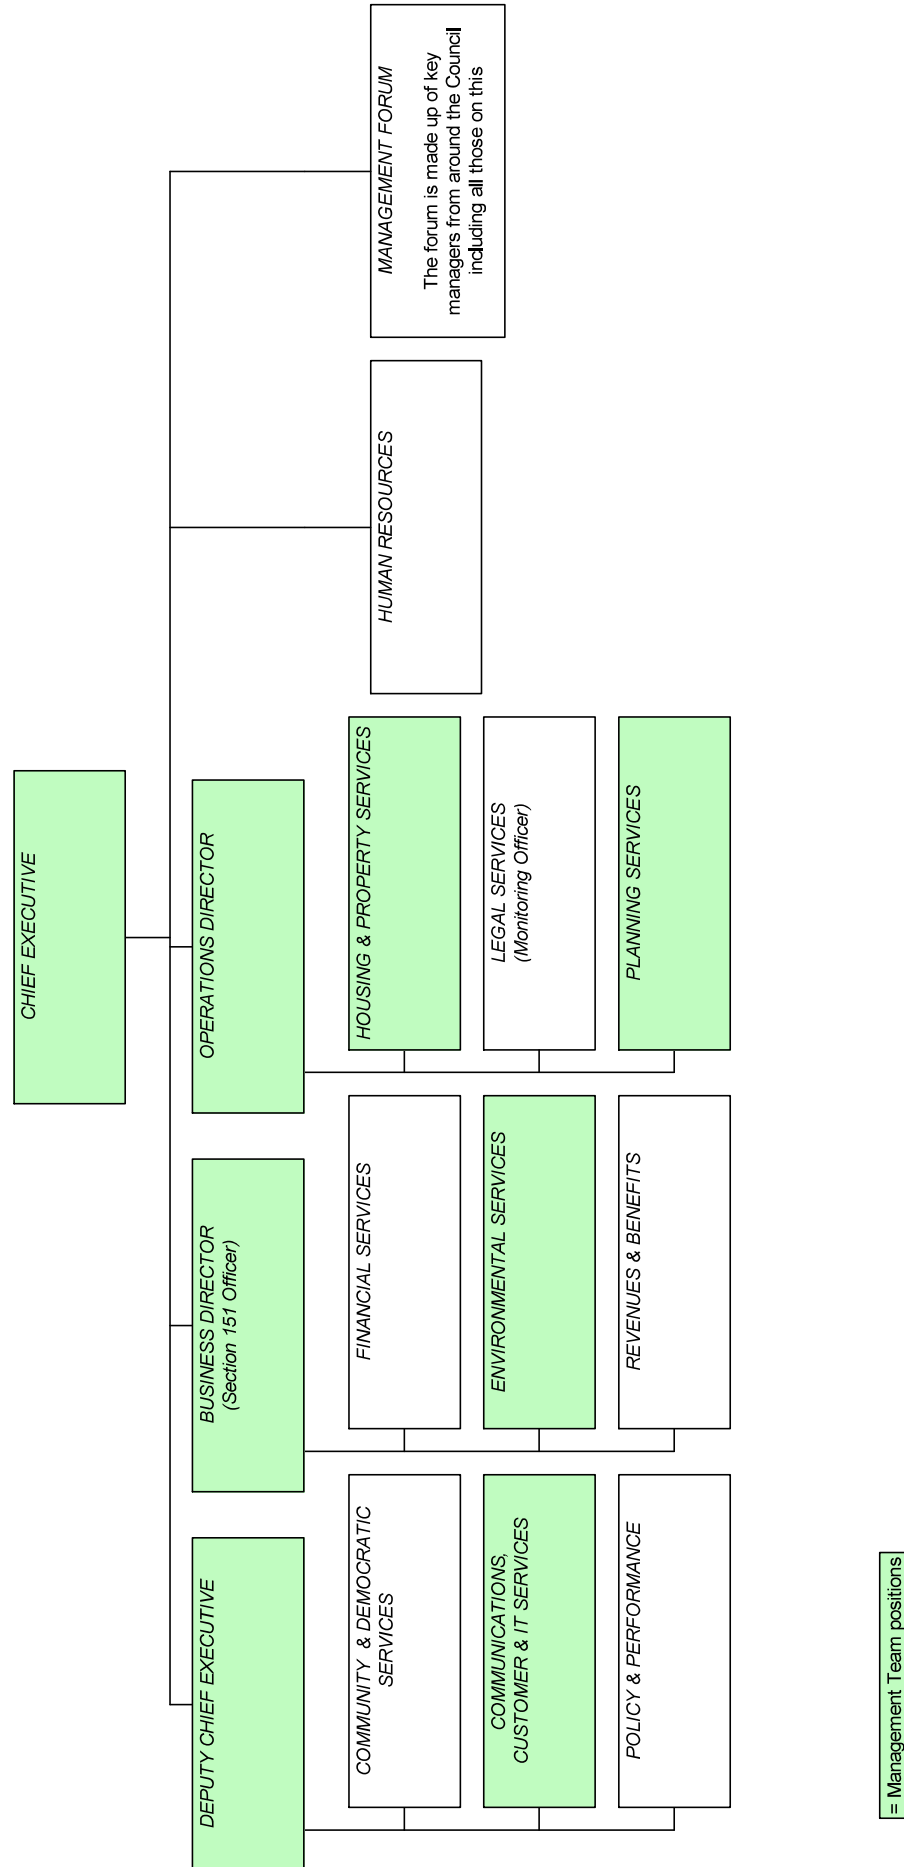 CHIEF EXECUTIVE
DEPUTY CHIEF EXECUTIVE
BUSINESS DIRECTOR
(Section 151 Officer)
OPERATIONS DIRECTOR
COMMUNITY & DEMOCRATIC
SERVICES
COMMUNICATIONS,
CUSTOMER & IT SERVICES
POLICY & PERFORMANCE
FINANCIAL SERVICES
ENVIRONMENTAL SERVICES
REVENUES & BENEFITS
HOUSING & PROPERTY SERVICES
LEGAL SERVICES
(Monitoring Officer)
PLANNING SERVICES
HUMAN RESOURCES
MANAGEMENT FORUM
The forum is made up of key
managers from around the Council
including all those on this
= Management Team positions